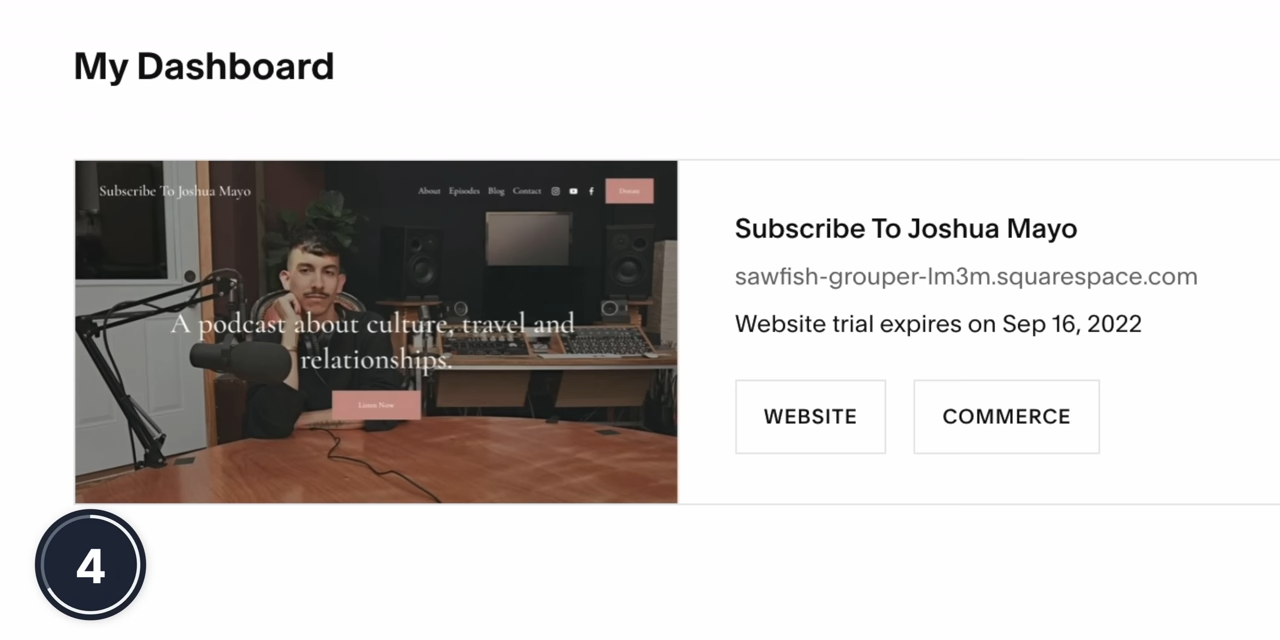 My Dashboard
Subscribe To Joshua Mayo
About Episodes Blog Contact
Donate
A podcast about culture, travel and
relationships.
Listen Now
Subscribe To Joshua Mayo
sawfish-grouper-lm3m.squarespace.com
Website trial expires on Sep 16, 2022
WEBSITE
COMMERCE
4